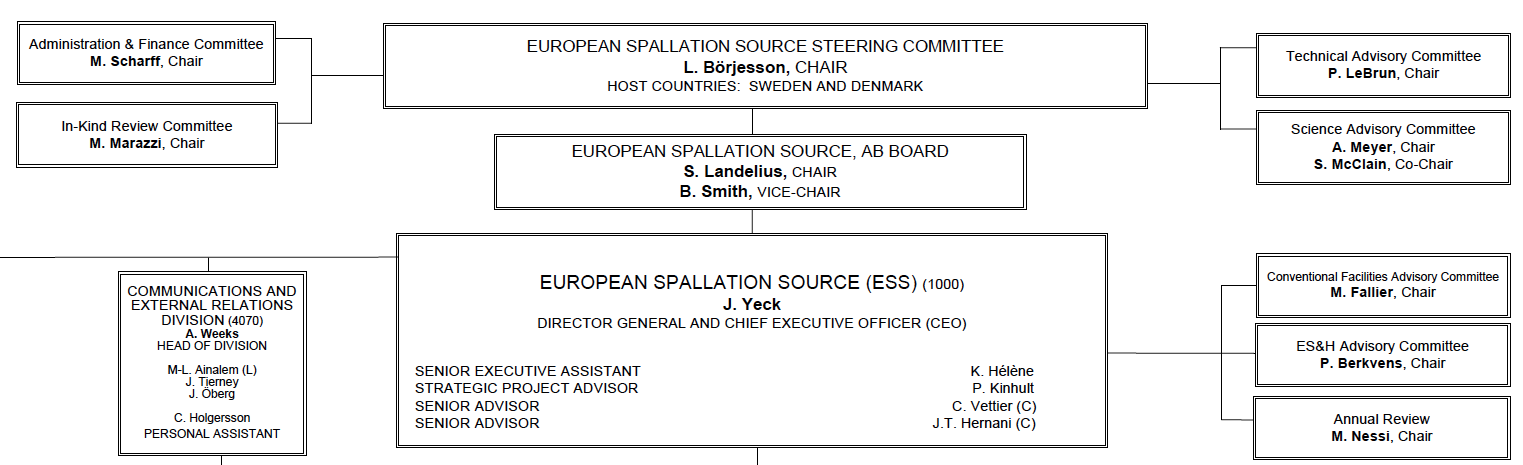 Administration & Finance Committee
M. Scharff, Chair
In-Kind Review Committee
M. Marazzi, Chair
EUROPEAN SPALLATION SOURCE STEERING COMMITTEE
L. Börjesson, CHAIR
HOST COUNTRIES: SWEDEN AND DENMARK
Technical Advisory Committee
P. LeBrun, Chair
Science Advisory Committee
A. Meyer, Chair
S. McClain, Co-Chair
EUROPEAN SPALLATION SOURCE, AB BOARD
S. Landelius, CHAIR
B. Smith, VICE-CHAIR
COMMUNICATIONS AND
EXTERNAL RELATIONS
DIVISION (4070)
A. Weeks
HEAD OF DIVISION
M-L. Ainalem (L)
J. Tierney
J. Öberg
C. Holgersson
PERSONAL ASSISTANT
EUROPEAN SPALLATION SOURCE (ESS) (1000)
J. Yeck
DIRECTOR GENERAL AND CHIEF EXECUTIVE OFFICER (CEO)
SENIOR EXECUTIVE ASSISTANT K. Hélène
STRATEGIC PROJECT ADVISOR P. Kinhult
SENIOR ADVISOR C. Vettier (C)
SENIOR ADVISOR J.T. Hernani (C)
Conventional Facilities Advisory Committee
M. Fallier, Chair
ES&H Advisory Committee
P. Berkvens, Chair
Annual Review
M. Nessi, Chair